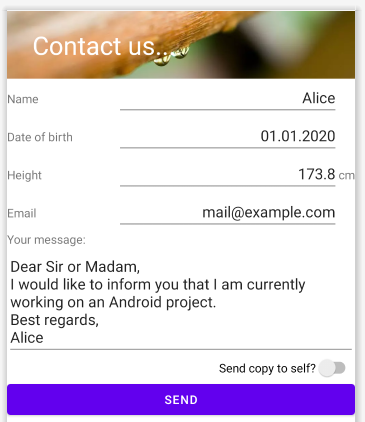 Contact us...
Name Alice
Date of birth 01.01.2020
Height 173.8 cm
Email mail@example.com
Your message:
Dear Sir or Madam,
I would like to inform you that I am currently
working on an Android project.
Best regards,
Alice
Send copy to self?
SEND